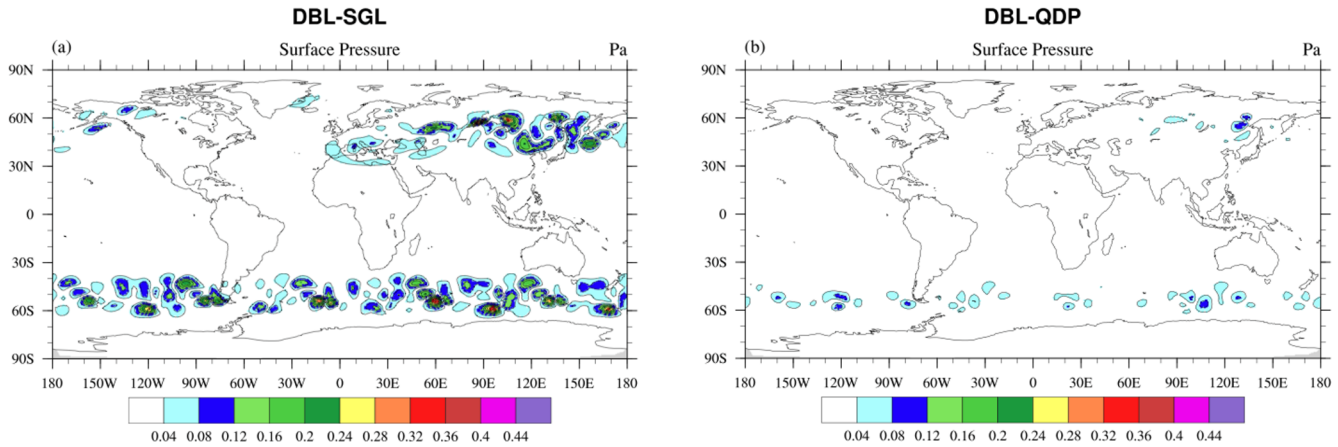 DBL-SGL
(a) Surface Pressure Pa
90N
60N
30N
0
30S
60S
90S
180 150W 120W 90W 60W 30W 0 30E 60E 90E 120E 150E 180
0.04 0.08 0.12 0.16 0.2 0.24 0.28 0.32 0.36 0.4 0.44
DBL-QDP
(b) Surface Pressure Pa
90N
60N
30N
0
30S
60S
90S
180 150W 120W 90W 60W 30W 0 30E 60E 90E 120E 150E 180
0.04 0.08 0.12 0.16 0.2 0.24 0.28 0.32 0.36 0.4 0.44